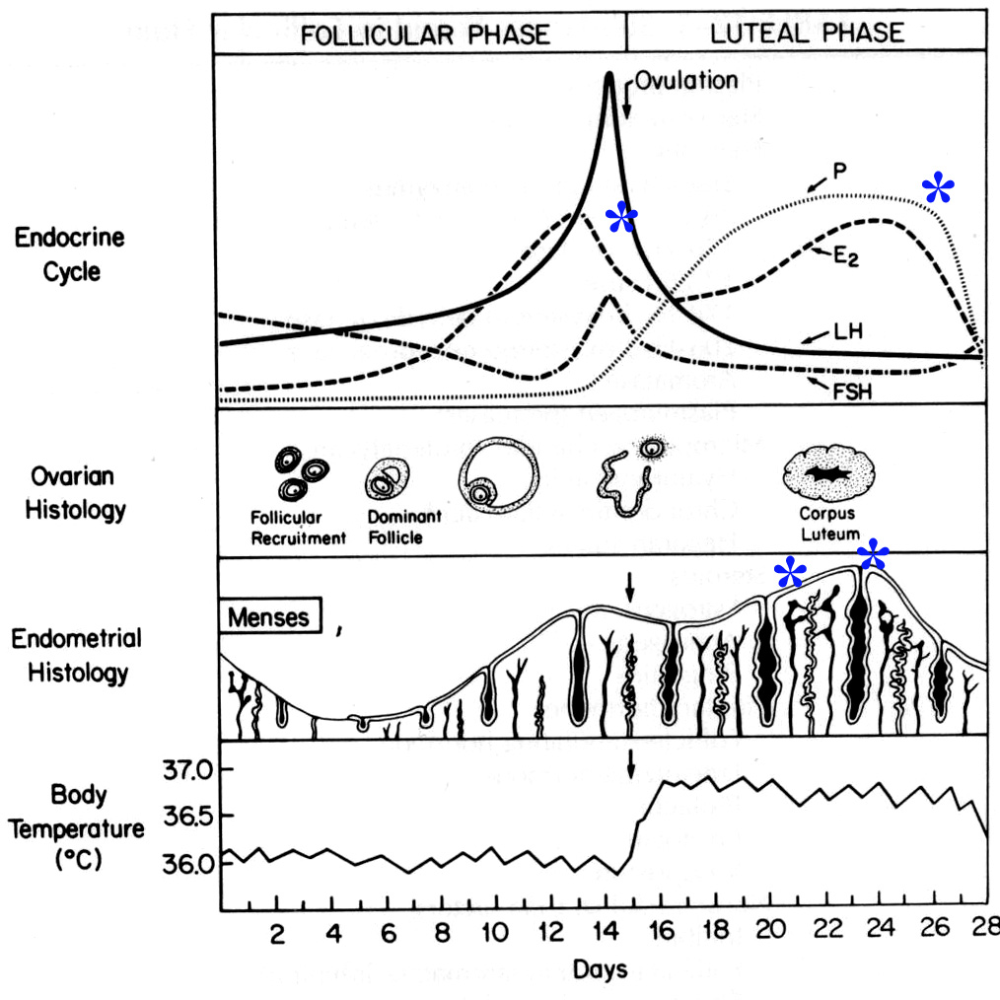 FOLLICULAR PHASE
LUTEAL PHASE
Ovulation
P
E2
LH
FSH
Endocrine
Cycle
Ovarian
Histology
Follicular
Recruitment
Dominant
Follicle
Corpus
Luteum
Menses ,
Endometrial
Histology
Body
Temperature
(°C)
37.0
36.5
36.0
2 4 6 8 10 12 14 16 18 20 22 24 26 28
Days